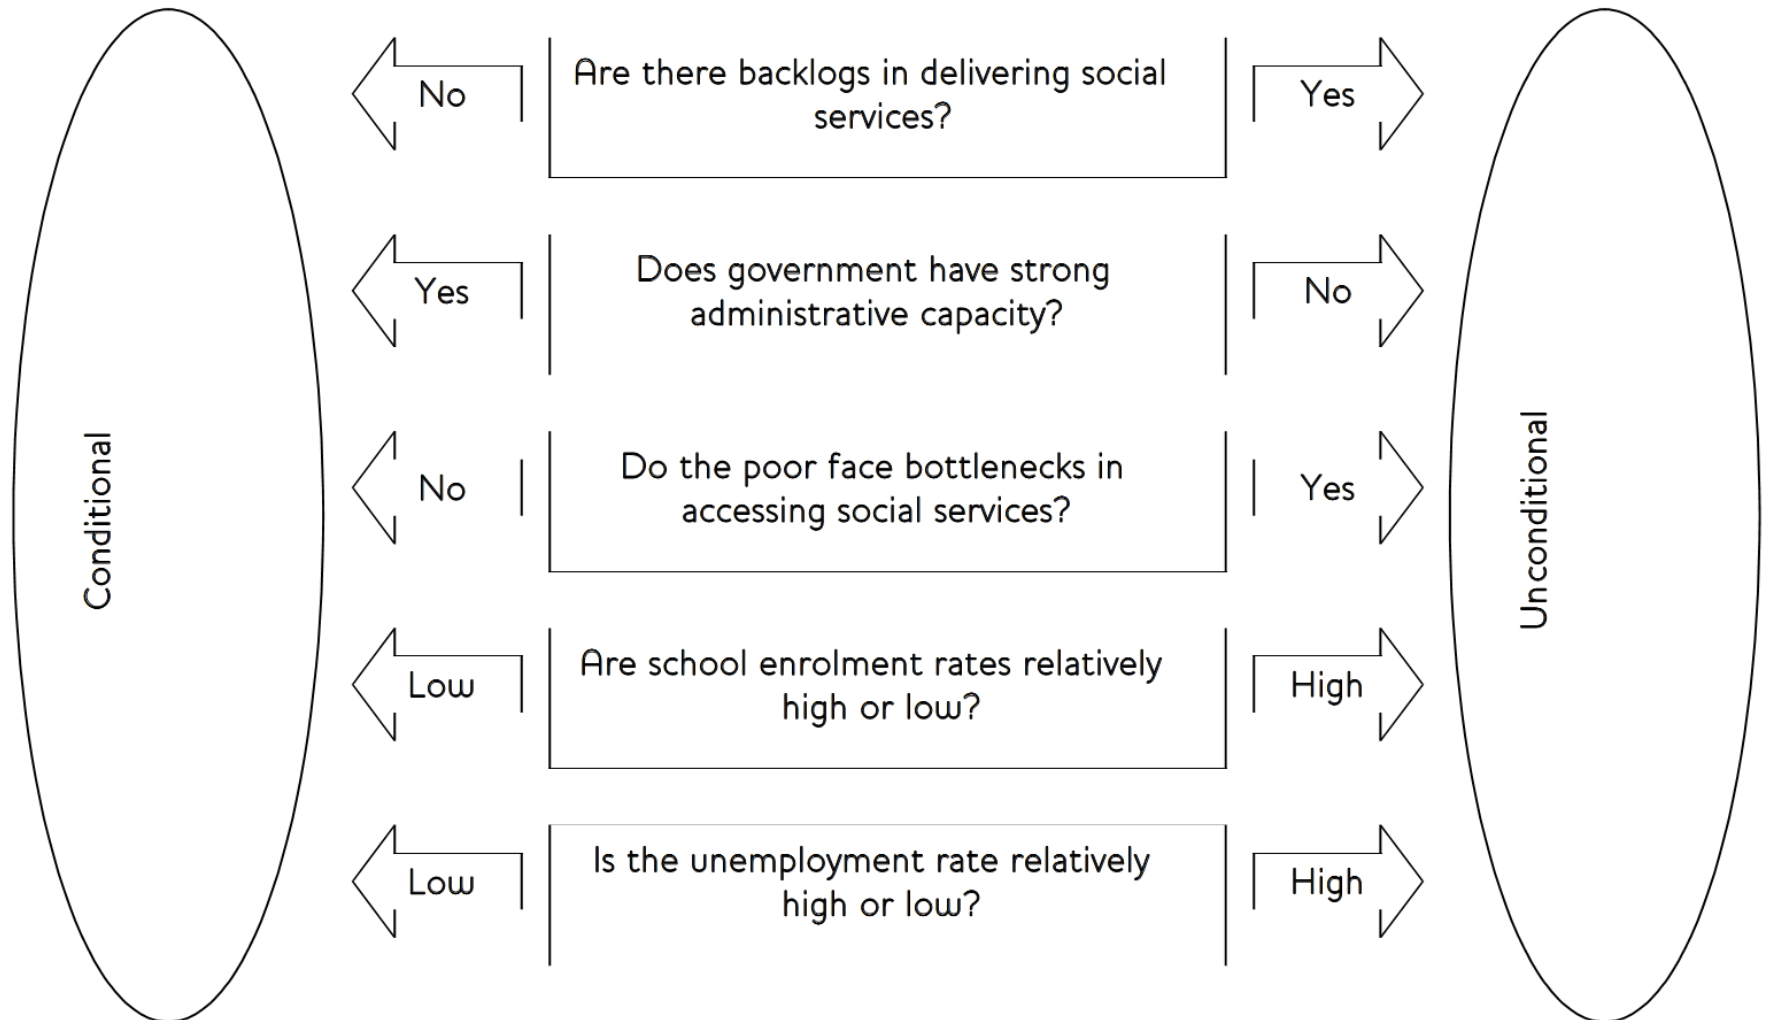 Conditional
No
Are there backlogs in delivering social
services?
Yes
Yes
Does government have strong
administrative capacity?
No
No
Do the poor face bottlenecks in
accessing social services?
Yes
Low
Are school enrolment rates relatively
high or low?
High
Low
Is the unemployment rate relatively
high or low?
High
Unconditional